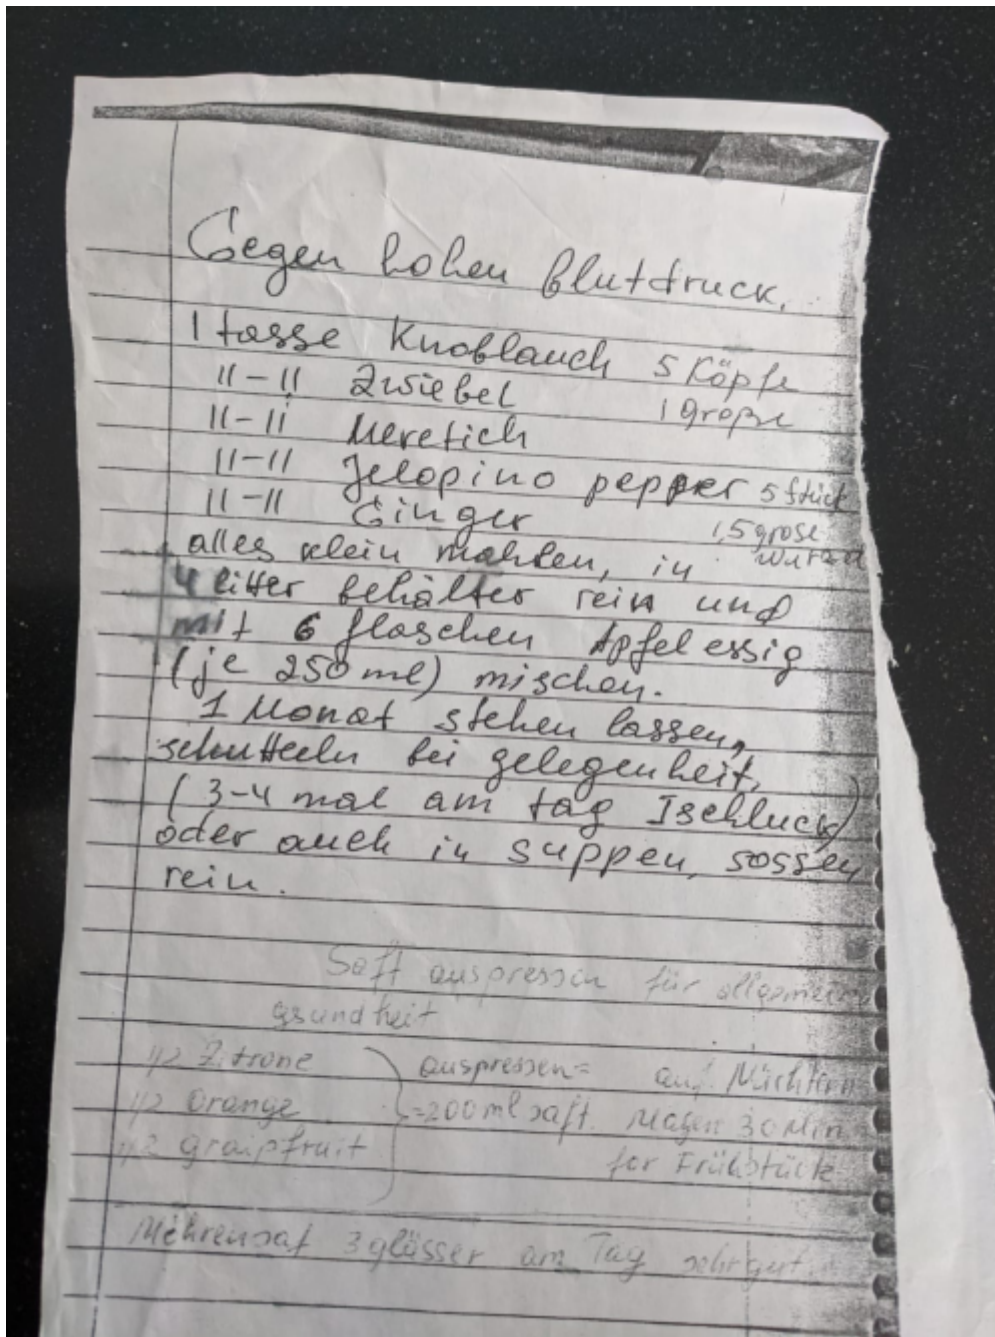 Gegen hohen Blutdruck.
1 tasse Knoblauch 5 Köpfe
11-11 Zwiebel 1 große
11-11 Meretich
11-11 Jelopino pepper 5 stück
11-11 Ginger 1,5 grose
wurzel
alles klein mahlen, in
4 litter behälter rein und
mit 6 flaschen Apfelessig
(je 250 ml) mischen.
1 Monat stehen lassen,
schutteln bei gelegenheit,
(3-4 mal am tag 1schluck)
oder auch in suppen, sossen
rein.
Saft auspressen für allgemein
gsundheit
1/2 Zitrone auspressen= auf Nüchtern
1/2 Orange =200ml saft. Magen 30 Min
1/2 graipfruit for Frühstück
Möhrensaf 3 glässer am Tag sehr gut.